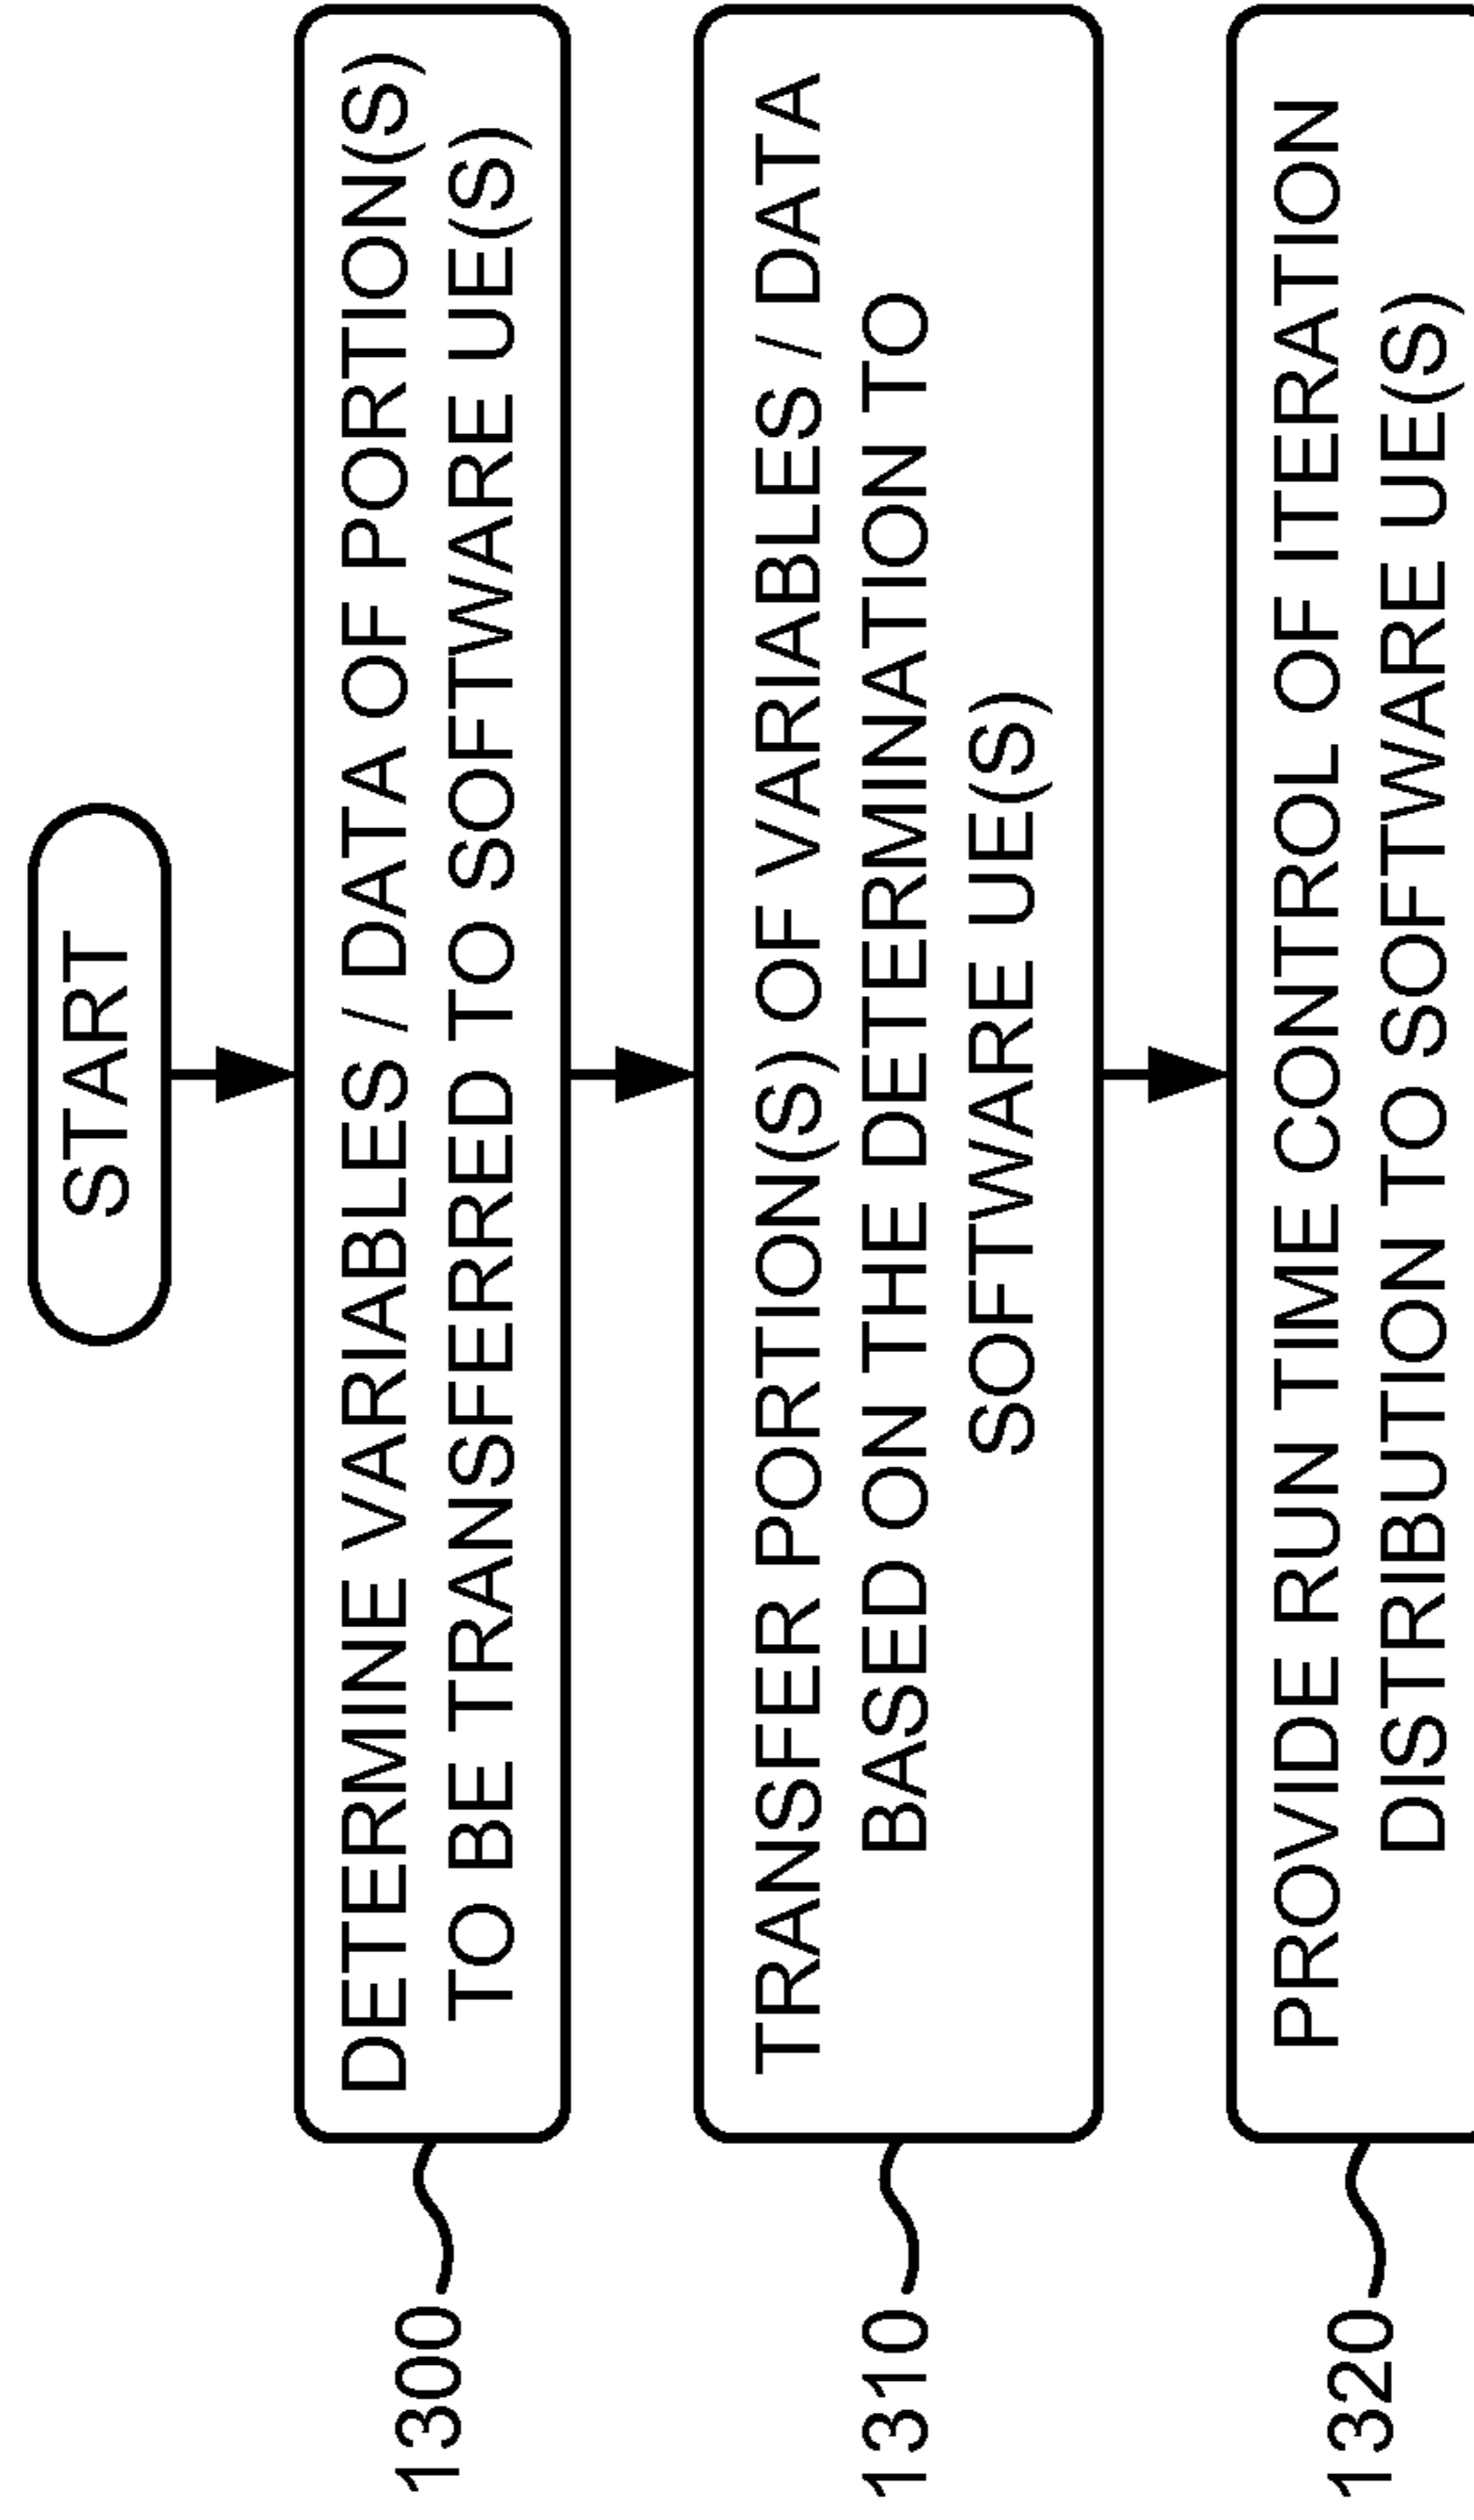 START
DETERMINE VARIABLES / DATA OF PORTION(S)
TO BE TRANSFERRED TO SOFTWARE UE(S)
1300
TRANSFER PORTION(S) OF VARIABLES / DATA
BASED ON THE DETERMINATION TO
SOFTWARE UE(S)
1310
PROVIDE RUN TIME CONTROL OF ITERATION
DISTRIBUTION TO SOFTWARE UE(S)
1320